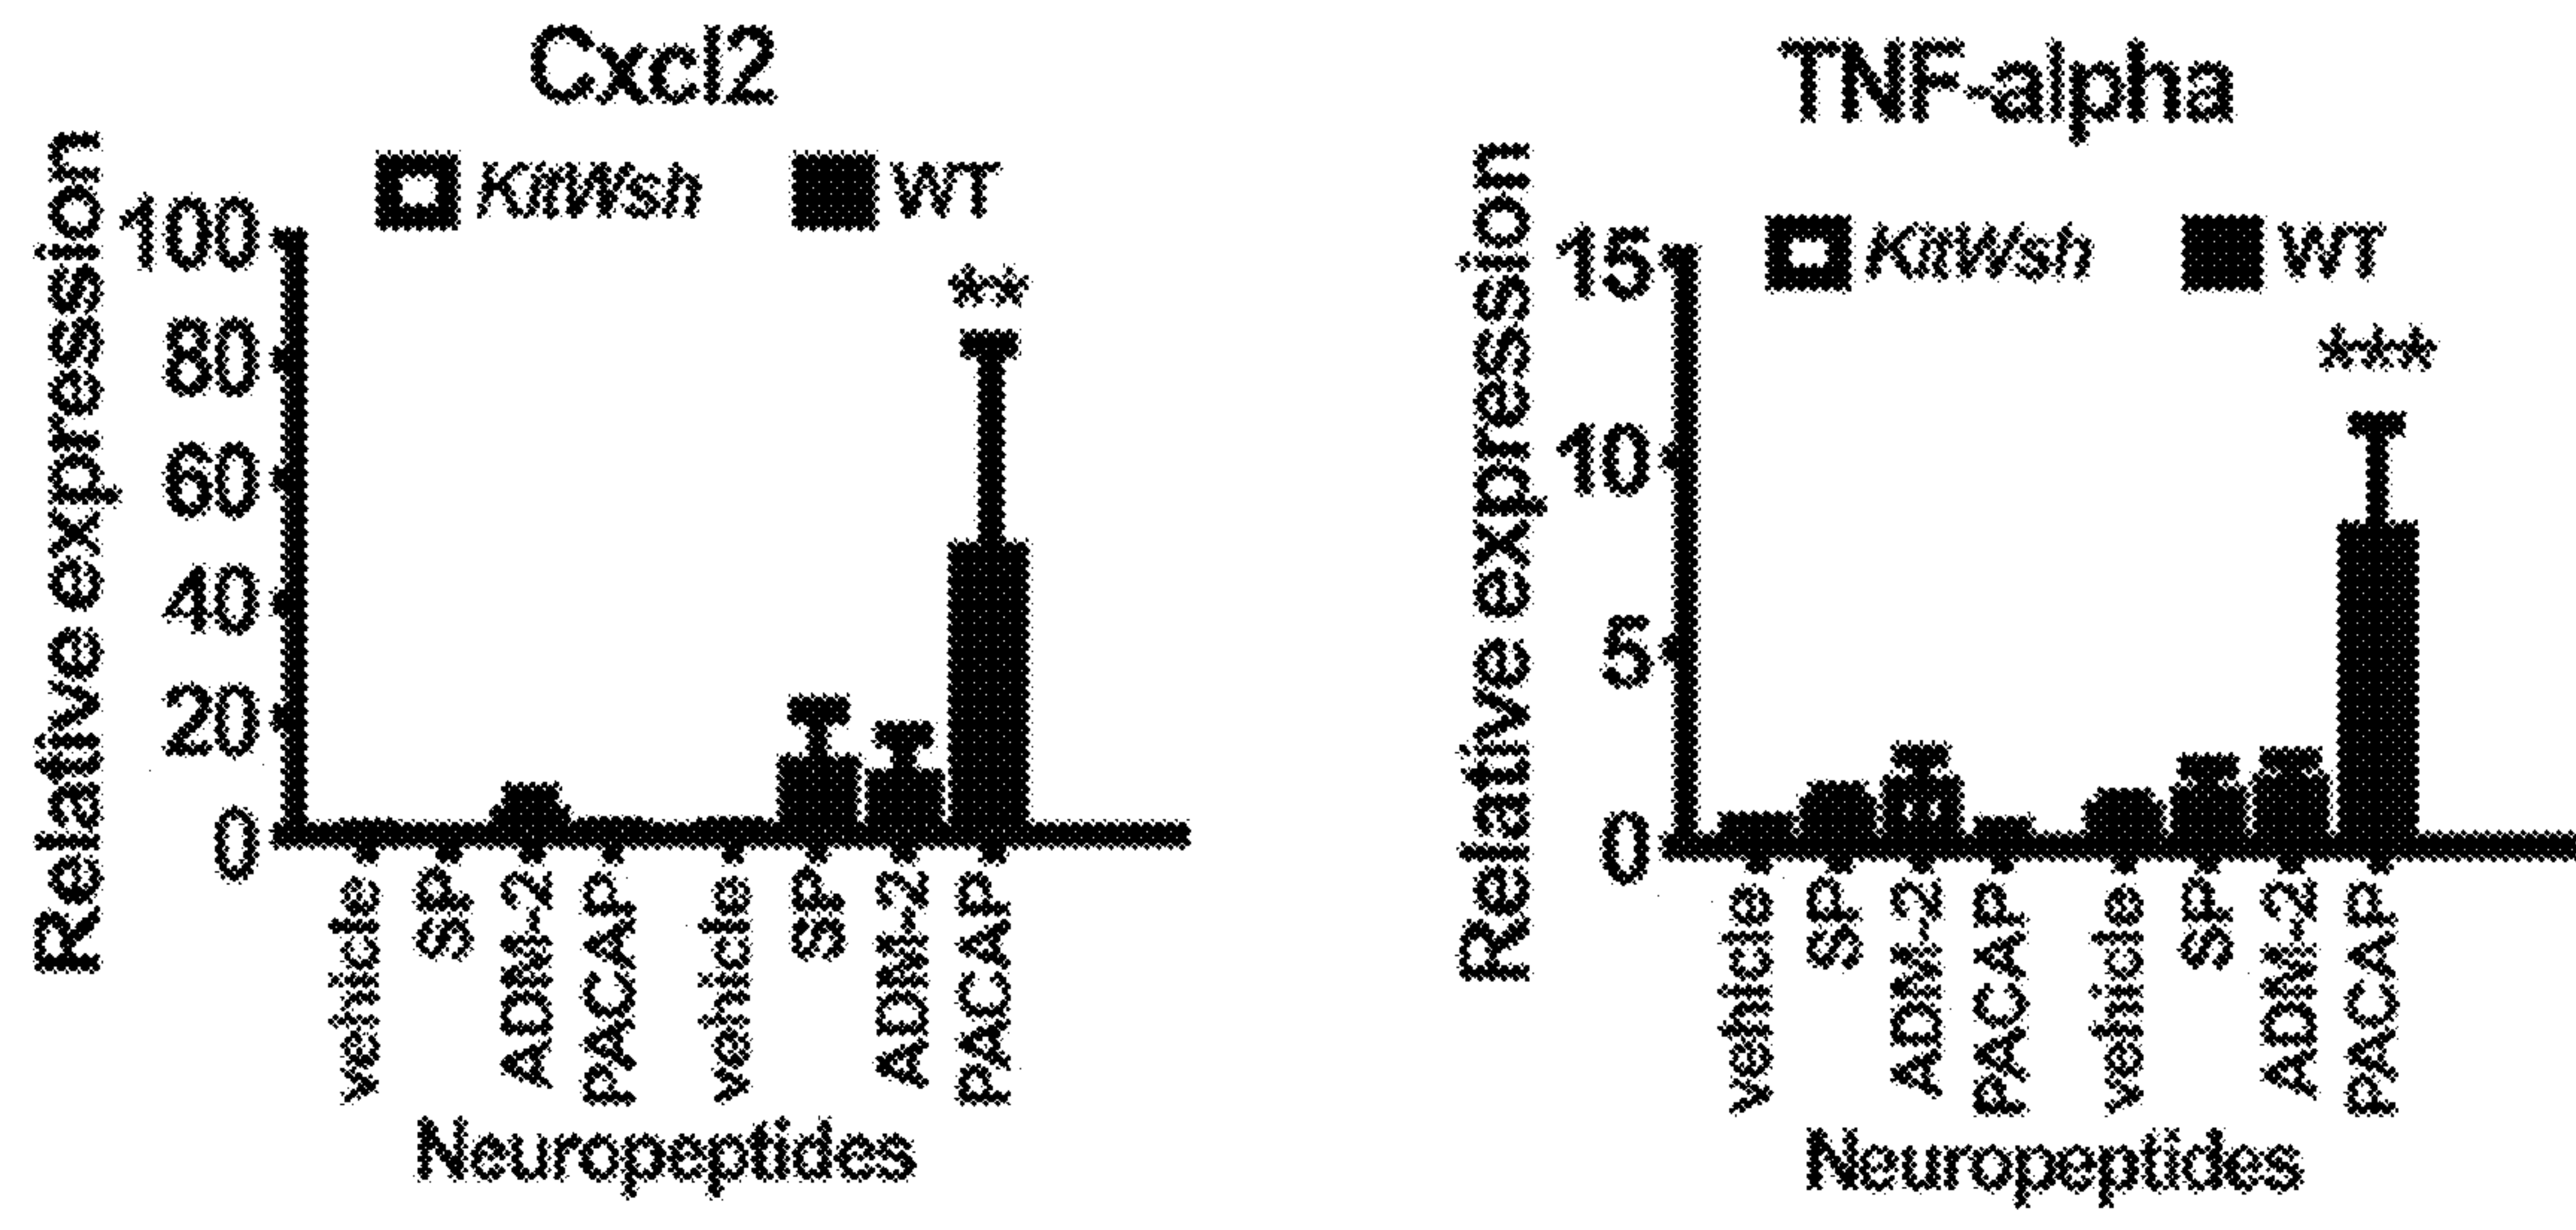 Cxcl2
KitWsh WT
Relative expression
100
80
60
40
20
0
**
vehicle
SP
ADM-2
PACAP
vehicle
SP
ADM-2
PACAP
Neuropeptides
TNF-alpha
KitWsh WT
Relative expression
15
10
5
0
***
vehicle
SP
ADM-2
PACAP
vehicle
SP
ADM-2
PACAP
Neuropeptides